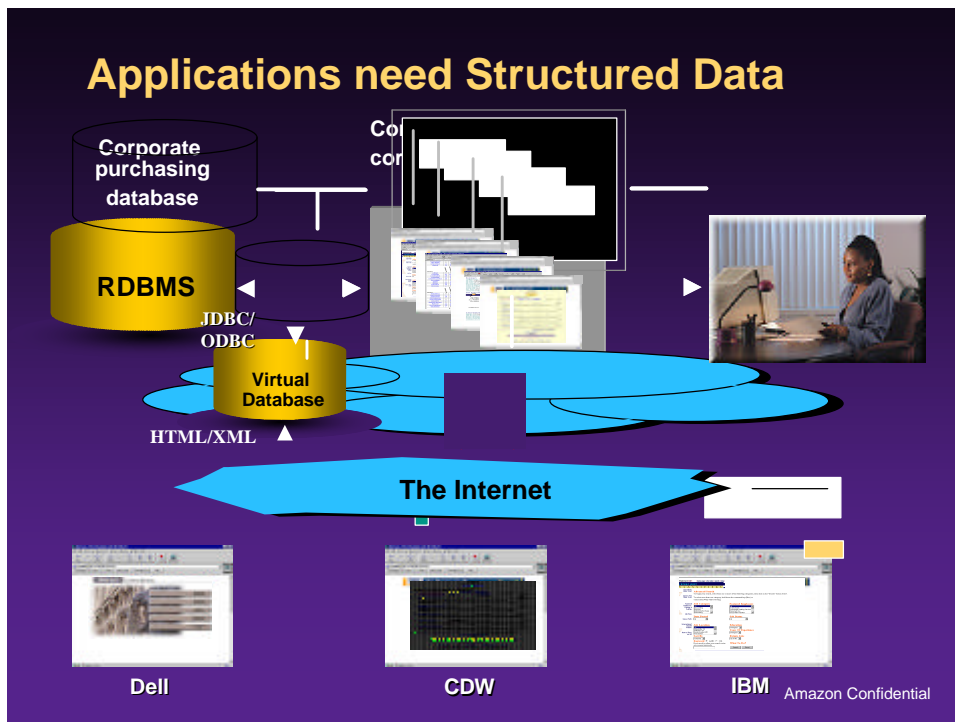 Applications need Structured Data
Corporate
purchasing
database
RDBMS
JDBC/
ODBC
Virtual
Database
HTML/XML
The Internet
Dell
CDW
IBM
Amazon Confidential